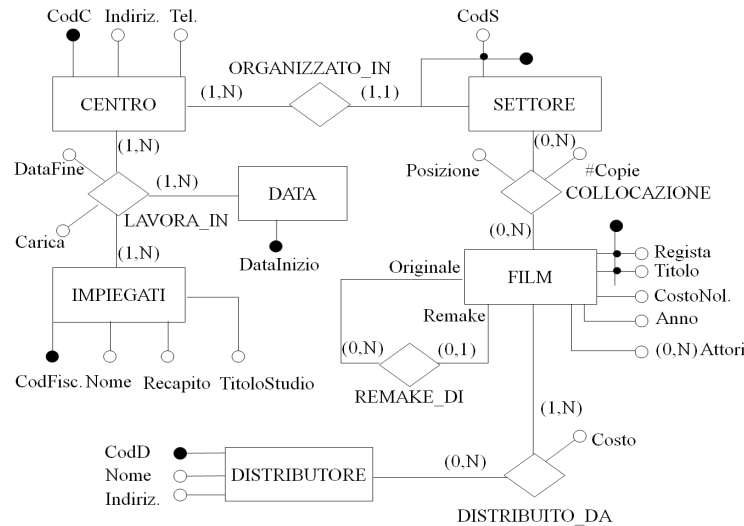 CodC Indiriz. Tel. CodS
ORGANIZZATO_IN
CENTRO (1,N) (1,1) SETTORE
(1,N) (0,N)
DataFine (1,N) Posizione #Copie
DATA COLLOCAZIONE
LAVORA_IN
Carica (0,N)
(1,N) DataInizio Originale Regista
IMPIEGATI FILM Titolo
Remake CostoNol.
Anno
(0,N) (0,1) (0,N) Attori
CodFisc. Nome Recapito TitoloStudio
REMAKE_DI
(1,N)
CodD Costo
Nome DISTRIBUTORE (0,N)
Indiriz.
DISTRIBUITO_DA